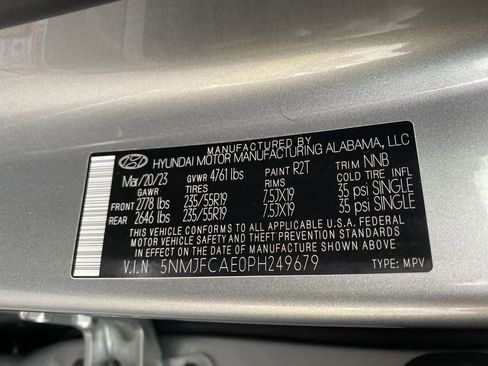 MANUFACTURED BY
HYUNDAI MOTOR MANUFACTURING ALABAMA, LLC
Mar/20/23 GVWR 4761 lbs PAINT R2T TRIM NNB
GAWR TIRES RIMS COLD TIRE INFL
FRONT 2778 lbs 235/55R19 7.5JX19 35 psi SINGLE
REAR 2646 lbs 235/55R19 7.5JX19 35 psi SINGLE
THIS VEHICLE CONFORMS TO ALL APPLICABLE U.S.A. FEDERAL
MOTOR VEHICLE SAFETY AND THEFT PREVENTION STANDARDS
IN EFFECT ON THE DATE OF MANUFACTURE SHOWN ABOVE.
V.I.N 5NMJFCAE0PH249679 TYPE: MPV